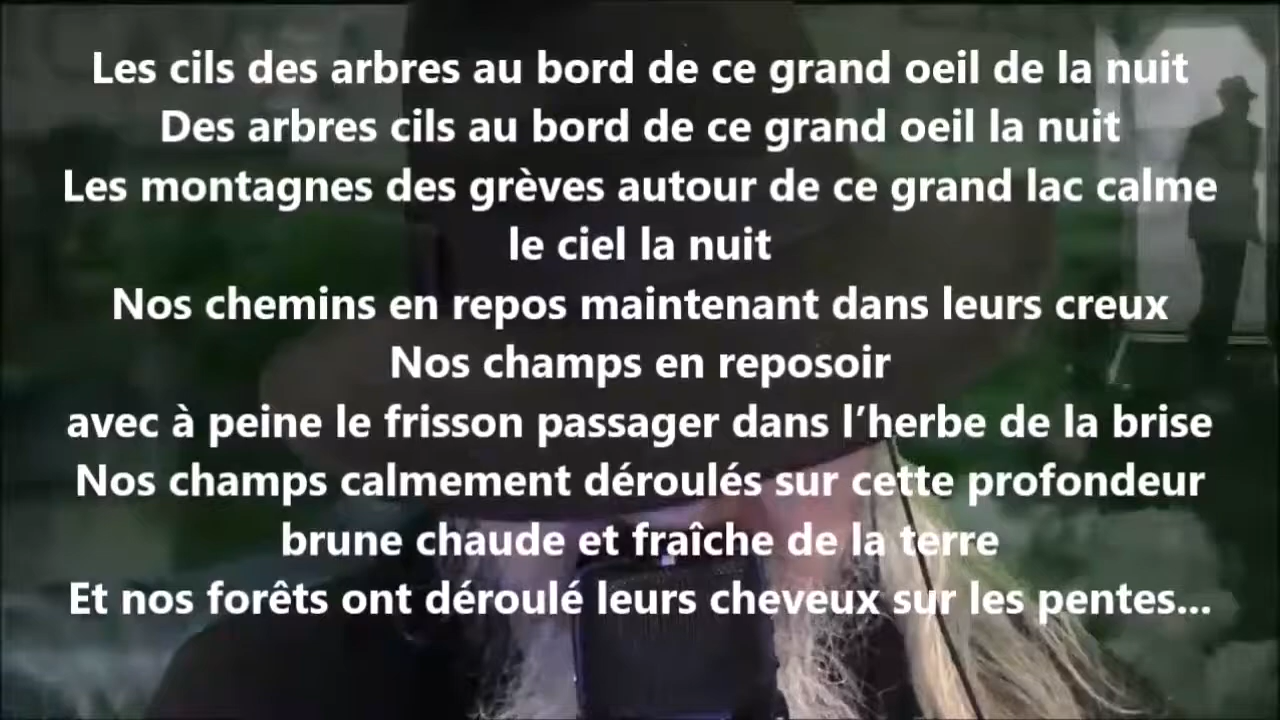 Les cils des arbres au bord de ce grand oeil de la nuit
Des arbres cils au bord de ce grand oeil la nuit
Les montagnes des grèves autour de ce grand lac calme
le ciel la nuit
Nos chemins en repos maintenant dans leurs creux
Nos champs en reposoir
avec à peine le frisson passager dans l’herbe de la brise
Nos champs calmement déroulés sur cette profondeur
brune chaude et fraîche de la terre
Et nos forêts ont déroulé leurs cheveux sur les pentes...